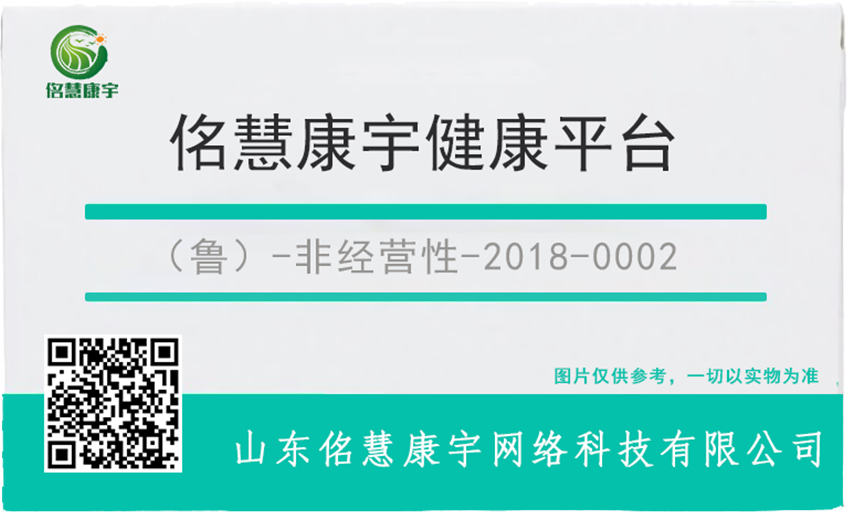 佲慧康宇
佲慧康宇健康平台
（鲁）-非经营性-2018-0002
图片仅供参考，一切以实物为准
山东佲慧康宇网络科技有限公司